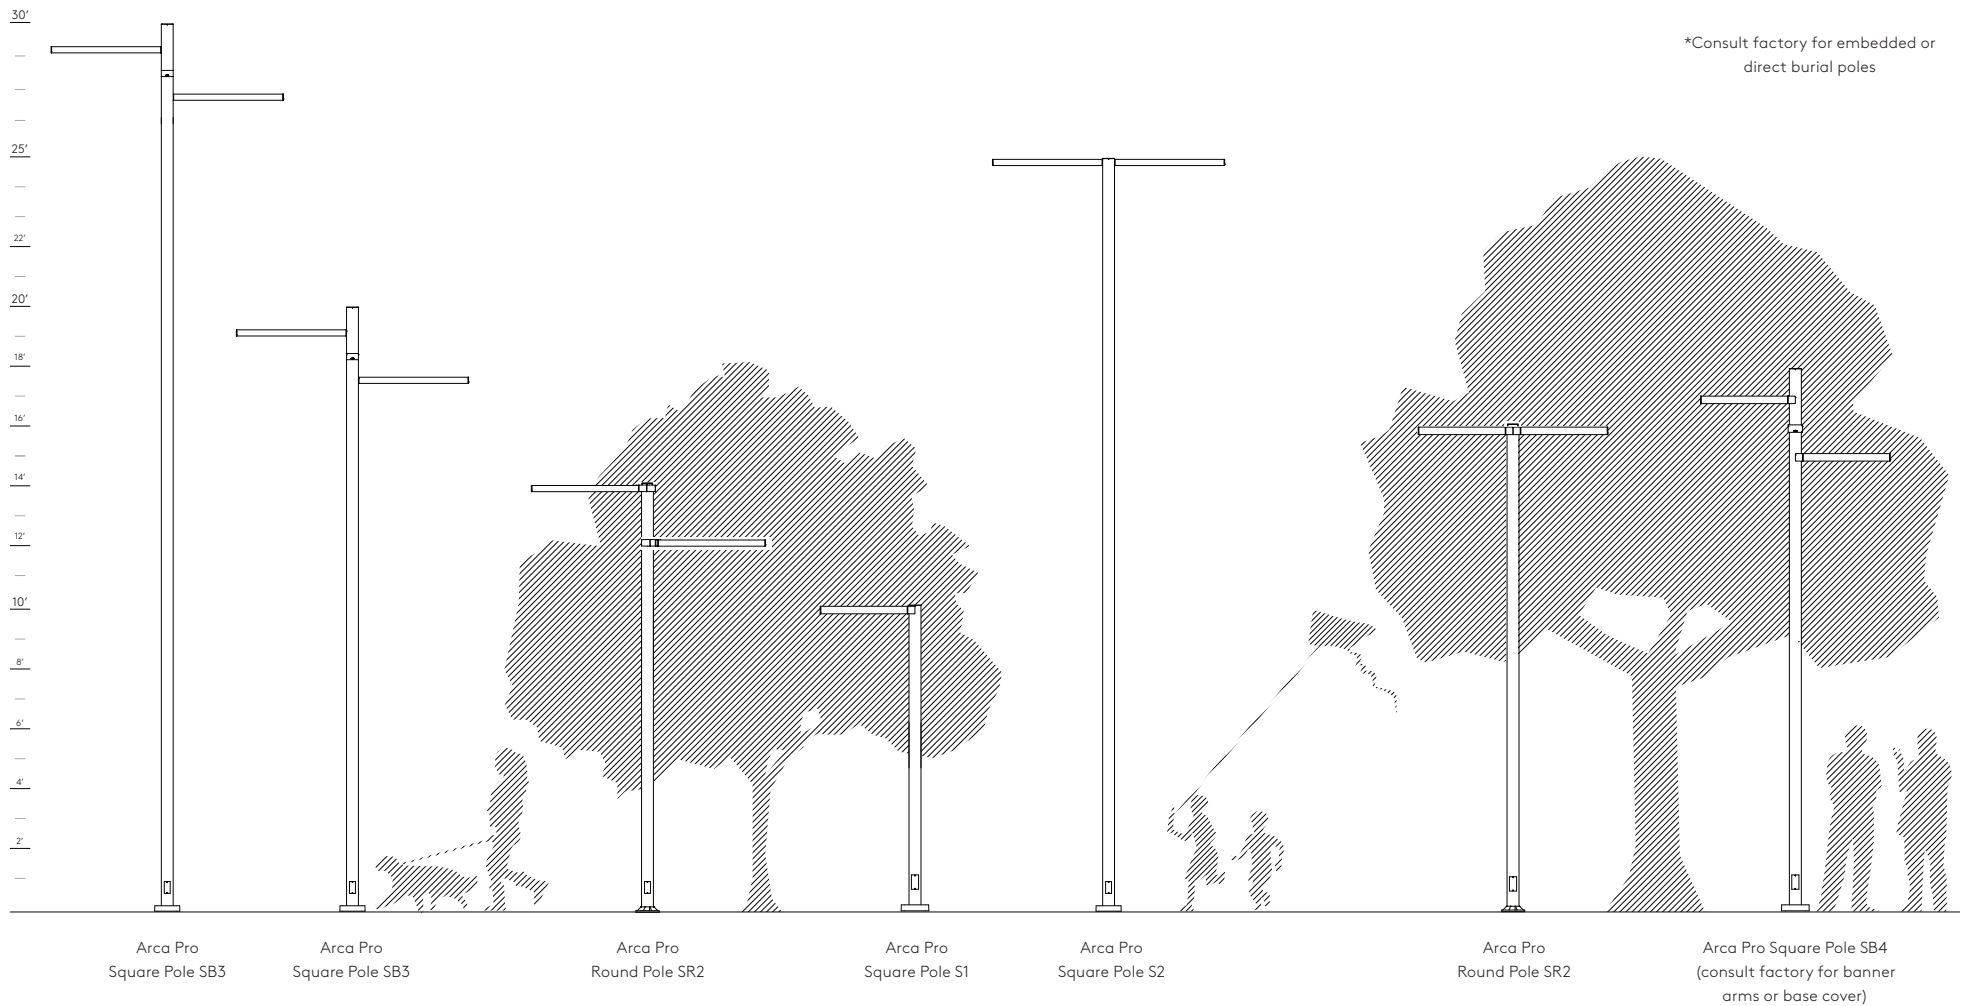 30'
25'
22'
20'
18'
16'
14'
12'
10'
8'
6'
4'
2'
*Consult factory for embedded or
direct burial poles
Arca Pro
Square Pole SB3
Arca Pro
Square Pole SB3
Arca Pro
Round Pole SR2
Arca Pro
Square Pole S1
Arca Pro
Square Pole S2
Arca Pro
Round Pole SR2
Arca Pro Square Pole SB4
(consult factory for banner
arms or base cover)